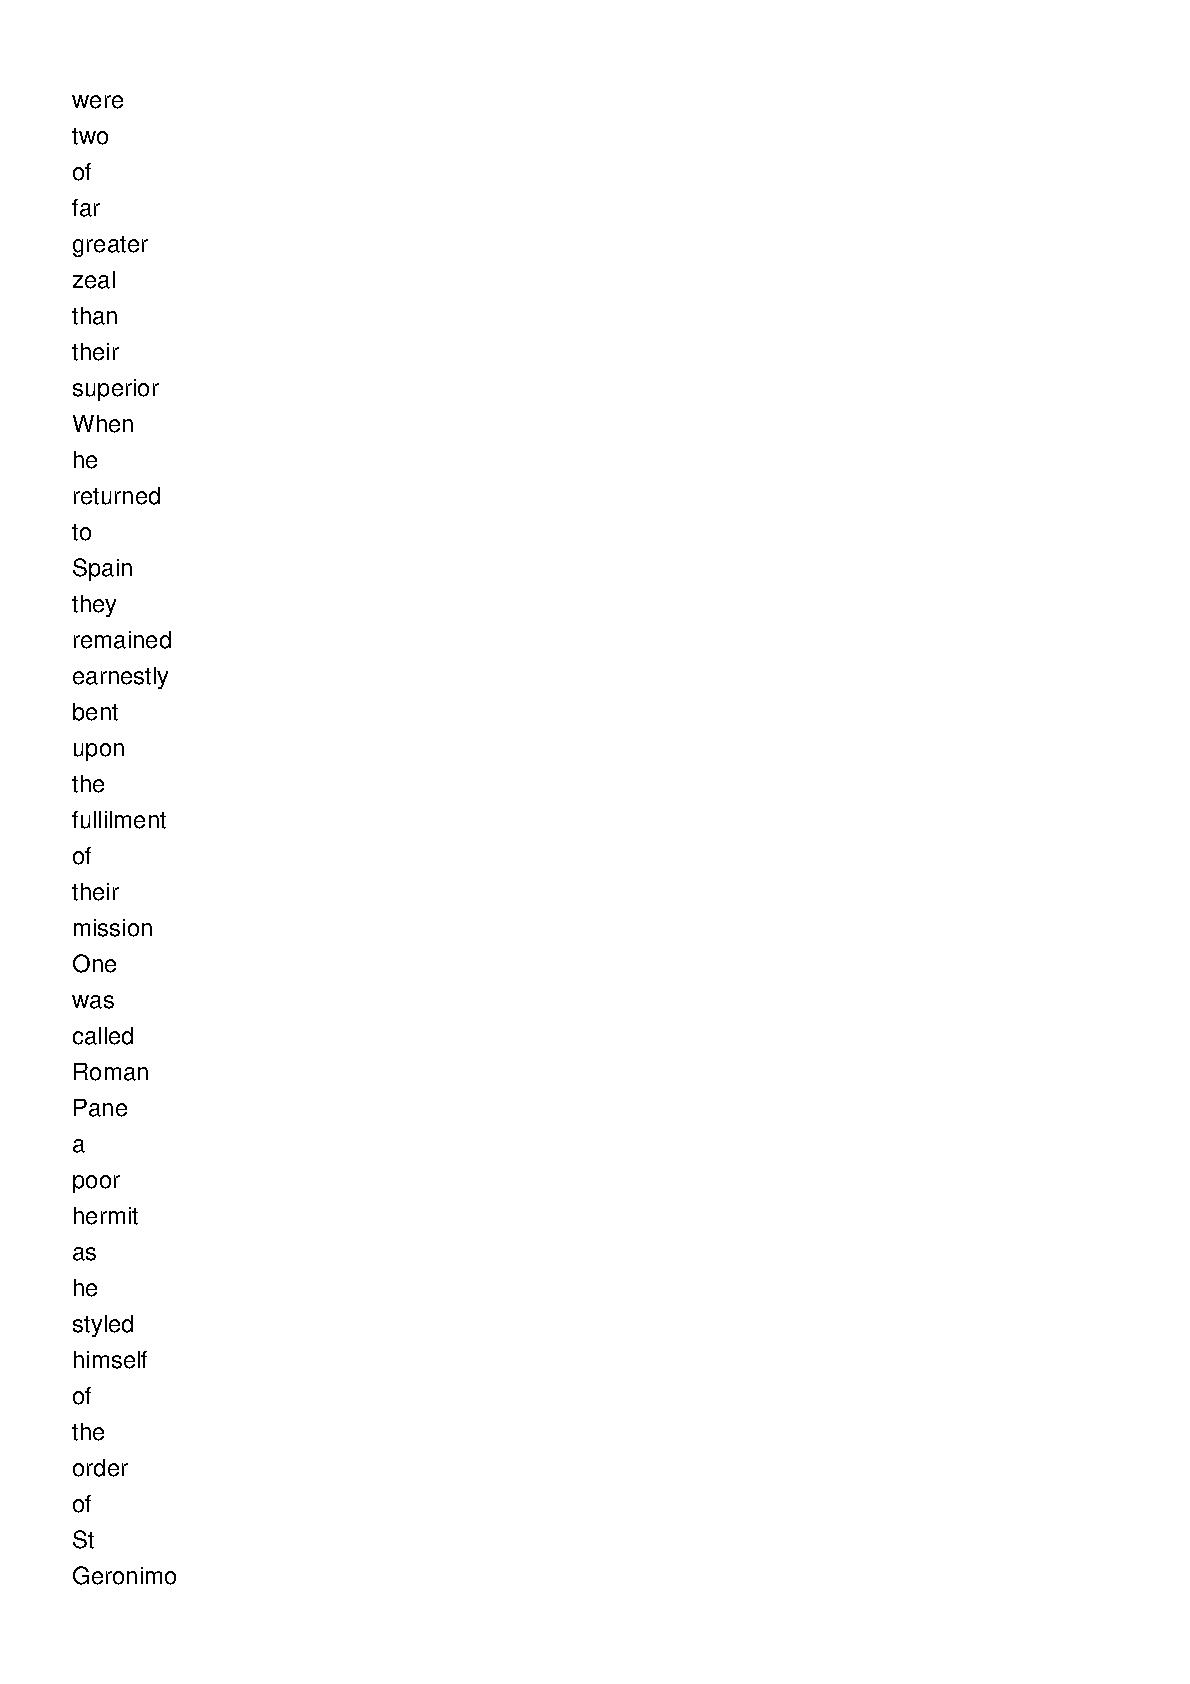 were
two
of
far
greater
zeal
than
their
superior
When
he
returned
to
Spain
they
remained
earnestly
bent
upon
the
fullilment
of
their
mission
One
was
called
Roman
Pane
a
poor
hermit
as
he
styled
himself
of
the
order
of
St
Geronimo